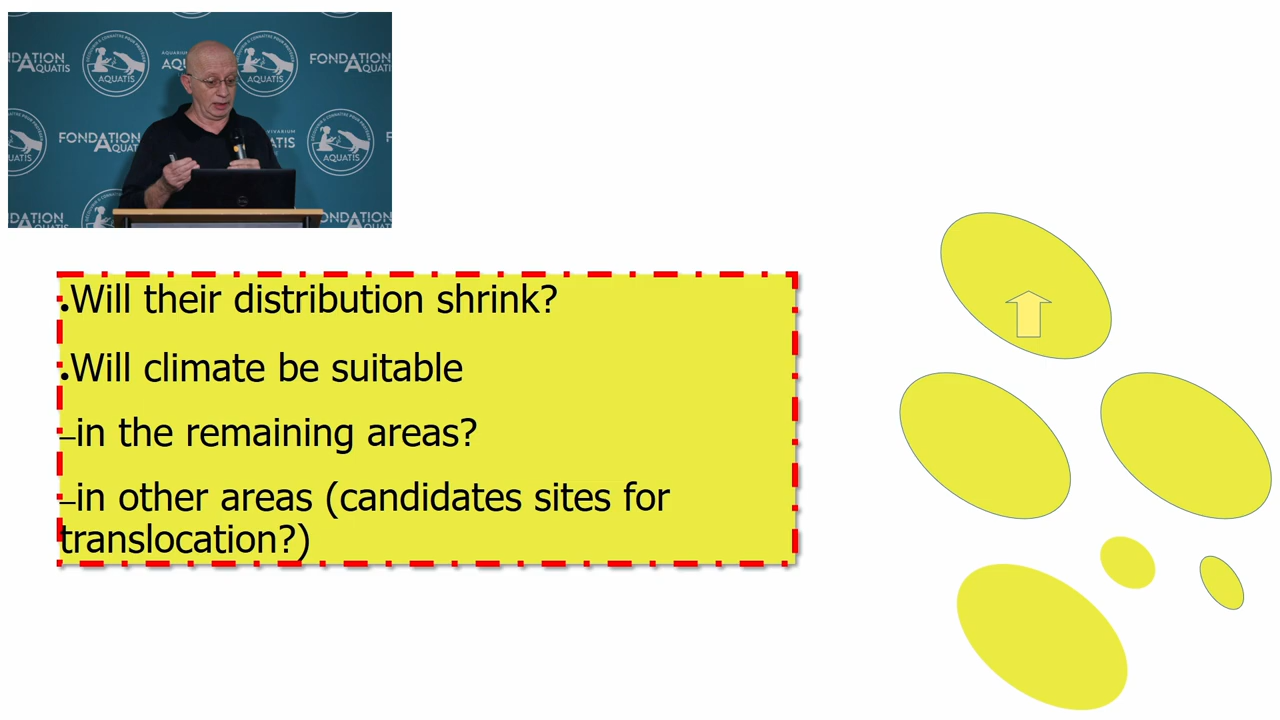 FONDATION
AQUATIS
AQUATIS
FONDATION
AQUATIS
AQUATIS
FONDATION
AQUATIS
FONDATION
FONDATION
•Will their distribution shrink?
•Will climate be suitable
–in the remaining areas?
–in other areas (candidates sites for
translocation?)